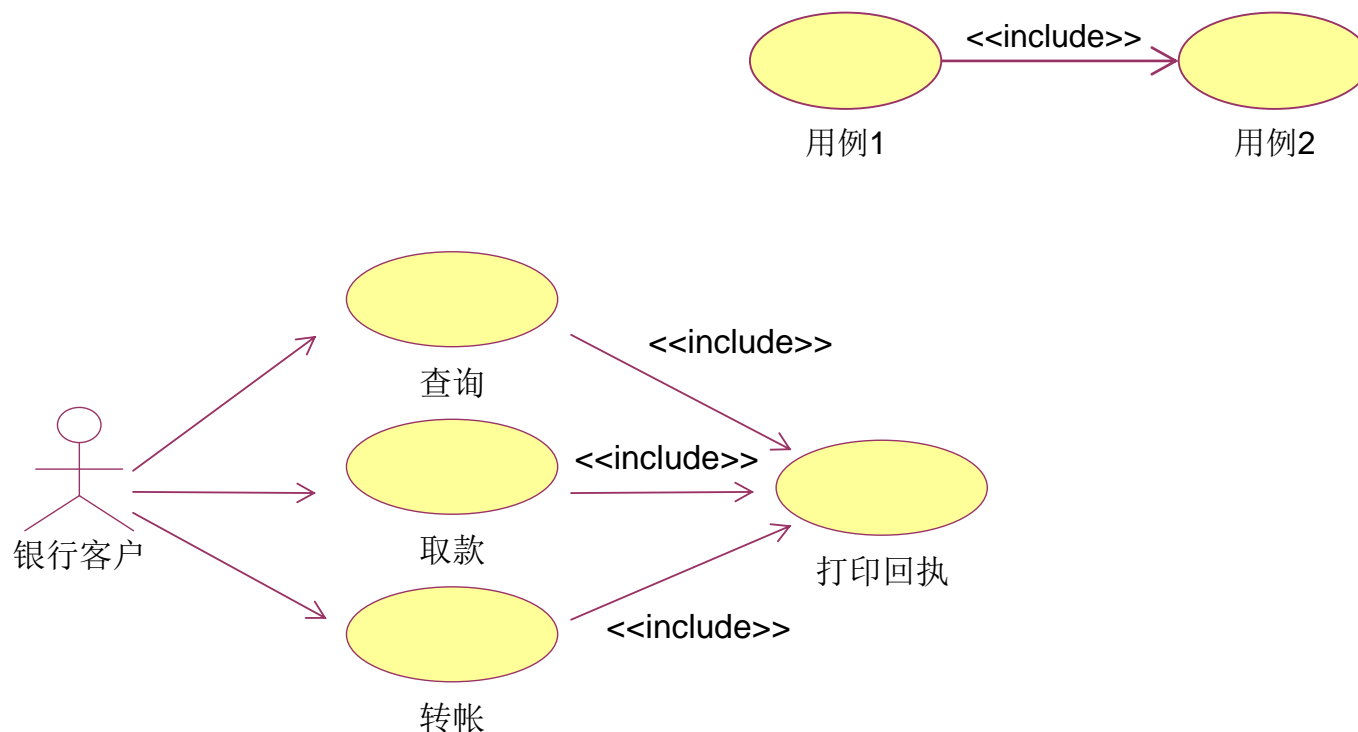 <<include>>
用例1
用例2
<<include>>
查询
<<include>>
银行客户
取款
打印回执
<<include>>
转帐